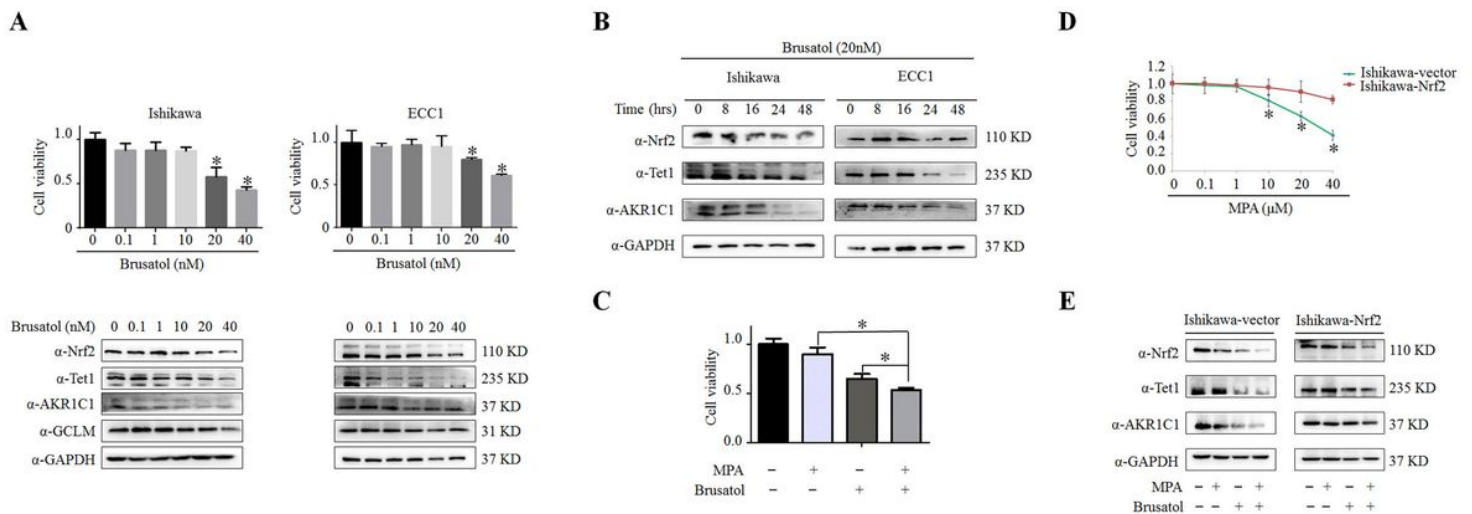 A
Ishikawa
1.0
0.5
0
Cell viability
*
*
0 0.1 1 10 20 40
Brusatol (nM)
ECC1
1.0
0.5
0
Cell viability
*
*
0 0.1 1 10 20 40
Brusatol (nM)
Brusatol (nM) 0 0.1 1 10 20 40
0 0.1 1 10 20 40
α-Nrf2 110 KD
α-Tet1 235 KD
α-AKR1C1 37 KD
α-GCLM 31 KD
α-GAPDH 37 KD
B
Brusatol (20nM)
Ishikawa ECC1
Time (hrs) 0 8 16 24 48 0 8 16 24 48
α-Nrf2 110 KD
α-Tet1 235 KD
α-AKR1C1 37 KD
α-GAPDH 37 KD
C
1.0
0.5
0.0
Cell viability
*
*
MPA − + − +
Brusatol − − + +
D
1.2
1.0
0.8
0.6
0.4
0.2
0.0
Cell viability
Ishikawa-vector
Ishikawa-Nrf2
*
*
*
0 0.1 1 10 20 40
MPA (μM)
E
Ishikawa-vector Ishikawa-Nrf2
α-Nrf2 110 KD
α-Tet1 235 KD
α-AKR1C1 37 KD
α-GAPDH 37 KD
MPA − + − + − + − +
Brusatol − − + + − − + +